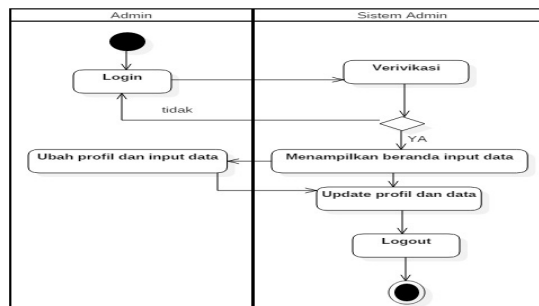 Admin
Sistem Admin
Login
Verivikasi
tidak
YA
Ubah profil dan input data
Menampilkan beranda input data
Update profil dan data
Logout